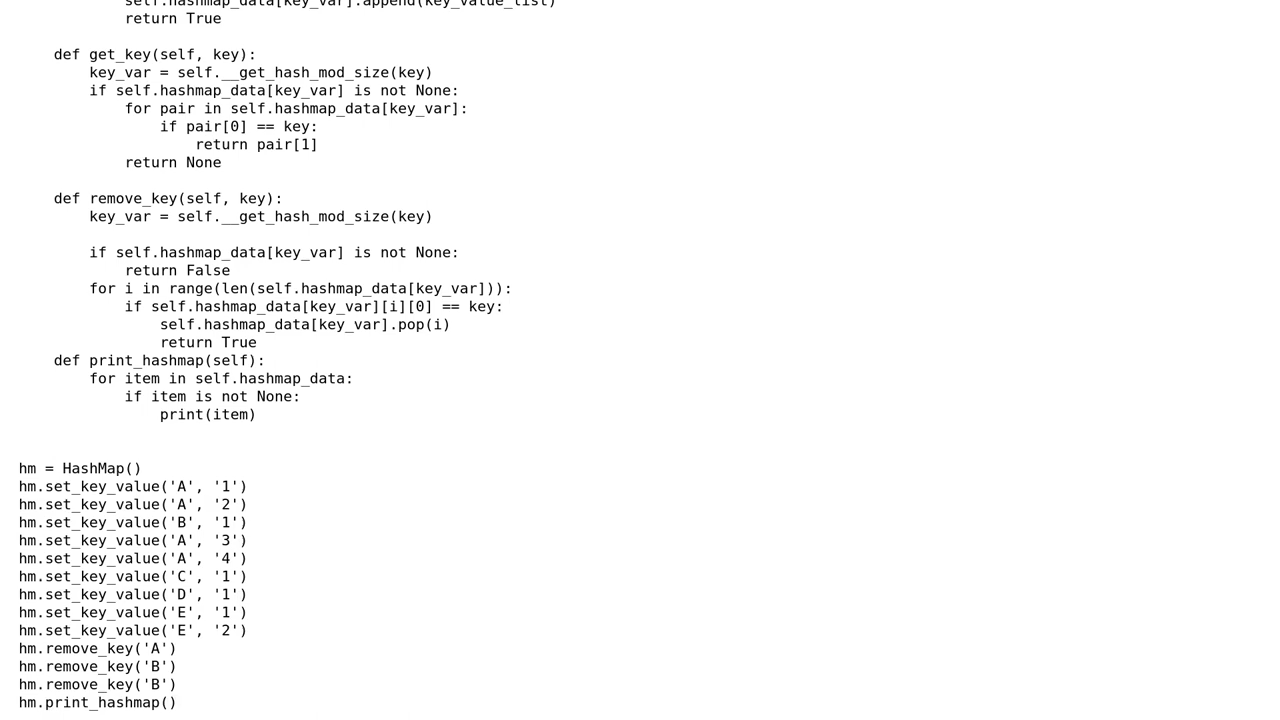 self.hashmap_data[key_var].append(key_value_list)
            return True

    def get_key(self, key):
        key_var = self.__get_hash_mod_size(key)
        if self.hashmap_data[key_var] is not None:
            for pair in self.hashmap_data[key_var]:
                if pair[0] == key:
                    return pair[1]
            return None

    def remove_key(self, key):
        key_var = self.__get_hash_mod_size(key)

        if self.hashmap_data[key_var] is not None:
            return False
        for i in range(len(self.hashmap_data[key_var])):
            if self.hashmap_data[key_var][i][0] == key:
                self.hashmap_data[key_var].pop(i)
                return True
    def print_hashmap(self):
        for item in self.hashmap_data:
            if item is not None:
                print(item)


hm = HashMap()
hm.set_key_value('A', '1')
hm.set_key_value('A', '2')
hm.set_key_value('B', '1')
hm.set_key_value('A', '3')
hm.set_key_value('A', '4')
hm.set_key_value('C', '1')
hm.set_key_value('D', '1')
hm.set_key_value('E', '1')
hm.set_key_value('E', '2')
hm.remove_key('A')
hm.remove_key('B')
hm.remove_key('B')
hm.print_hashmap()